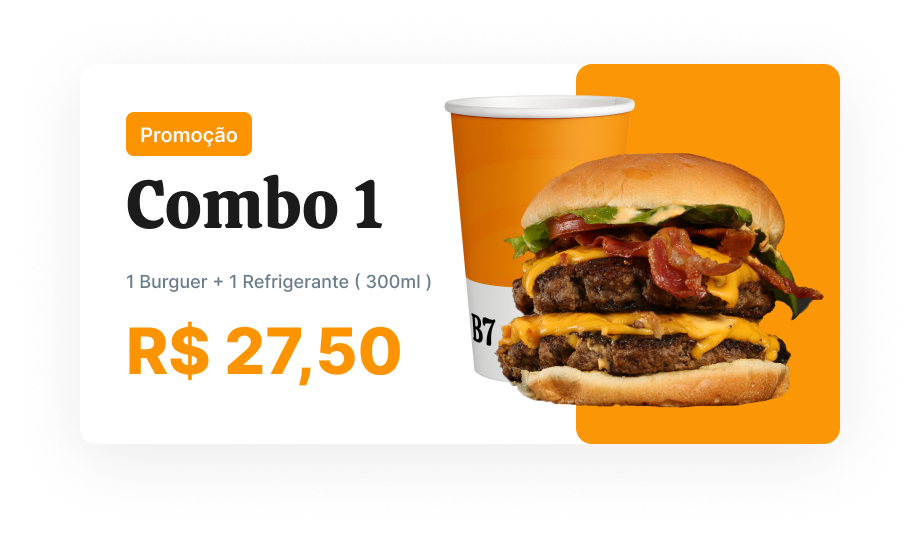 Promoção
Combo 1
1 Burguer + 1 Refrigerante ( 300ml )
R$ 27,50
B7